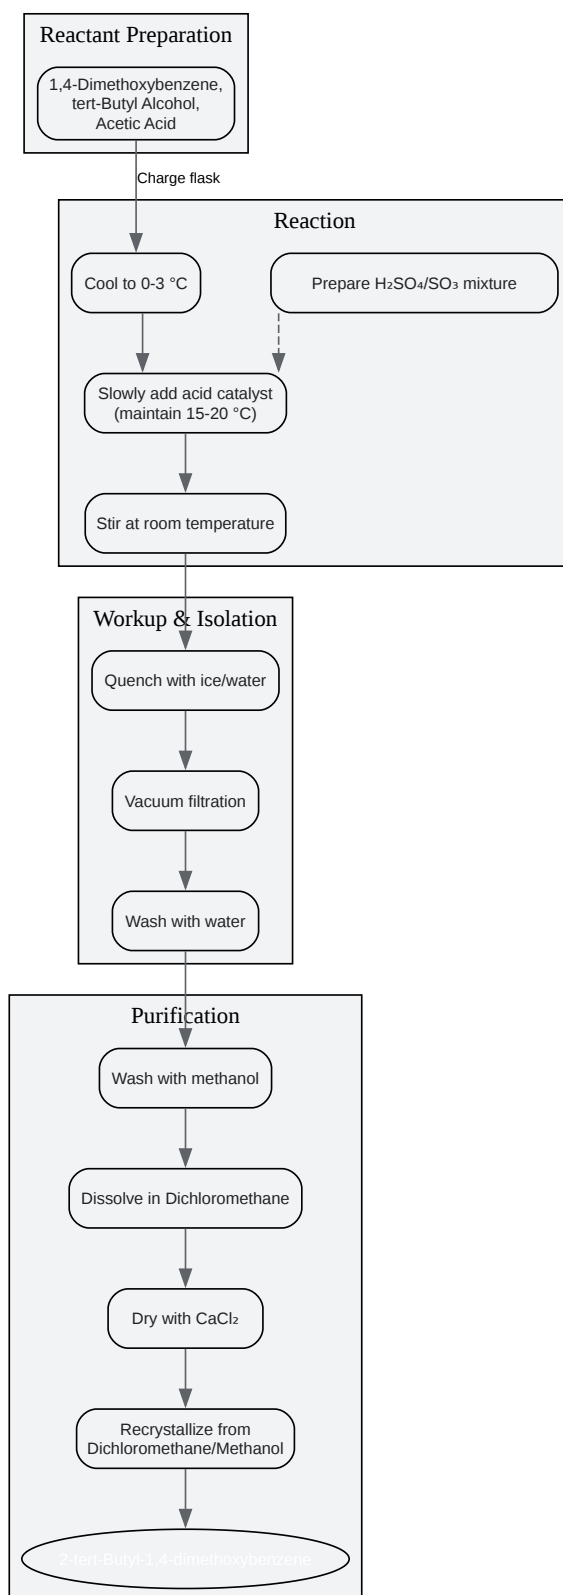 Reactant Preparation
1,4-Dimethoxybenzene,
tert-Butyl Alcohol,
Acetic Acid
Charge flask
Reaction
Cool to 0-3 °C
Prepare H₂SO₄/SO₃ mixture
Slowly add acid catalyst
(maintain 15-20 °C)
Stir at room temperature
Workup & Isolation
Quench with ice/water
Vacuum filtration
Wash with water
Purification
Wash with methanol
Dissolve in Dichloromethane
Dry with CaCl₂
Recrystallize from
Dichloromethane/Methanol
2-tert-Butyl-1,4-dimethoxybenzene